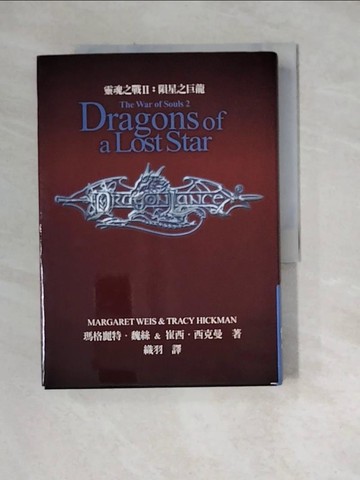 靈魂之戰II：隕星之巨龍
The War of Souls 2
Dragons of
a Lost Star
DRAGONLANCE
MARGARET WEIS & TRACY HICKMAN
瑪格麗特・魏絲 & 崔西・西克曼 著
織羽 譯